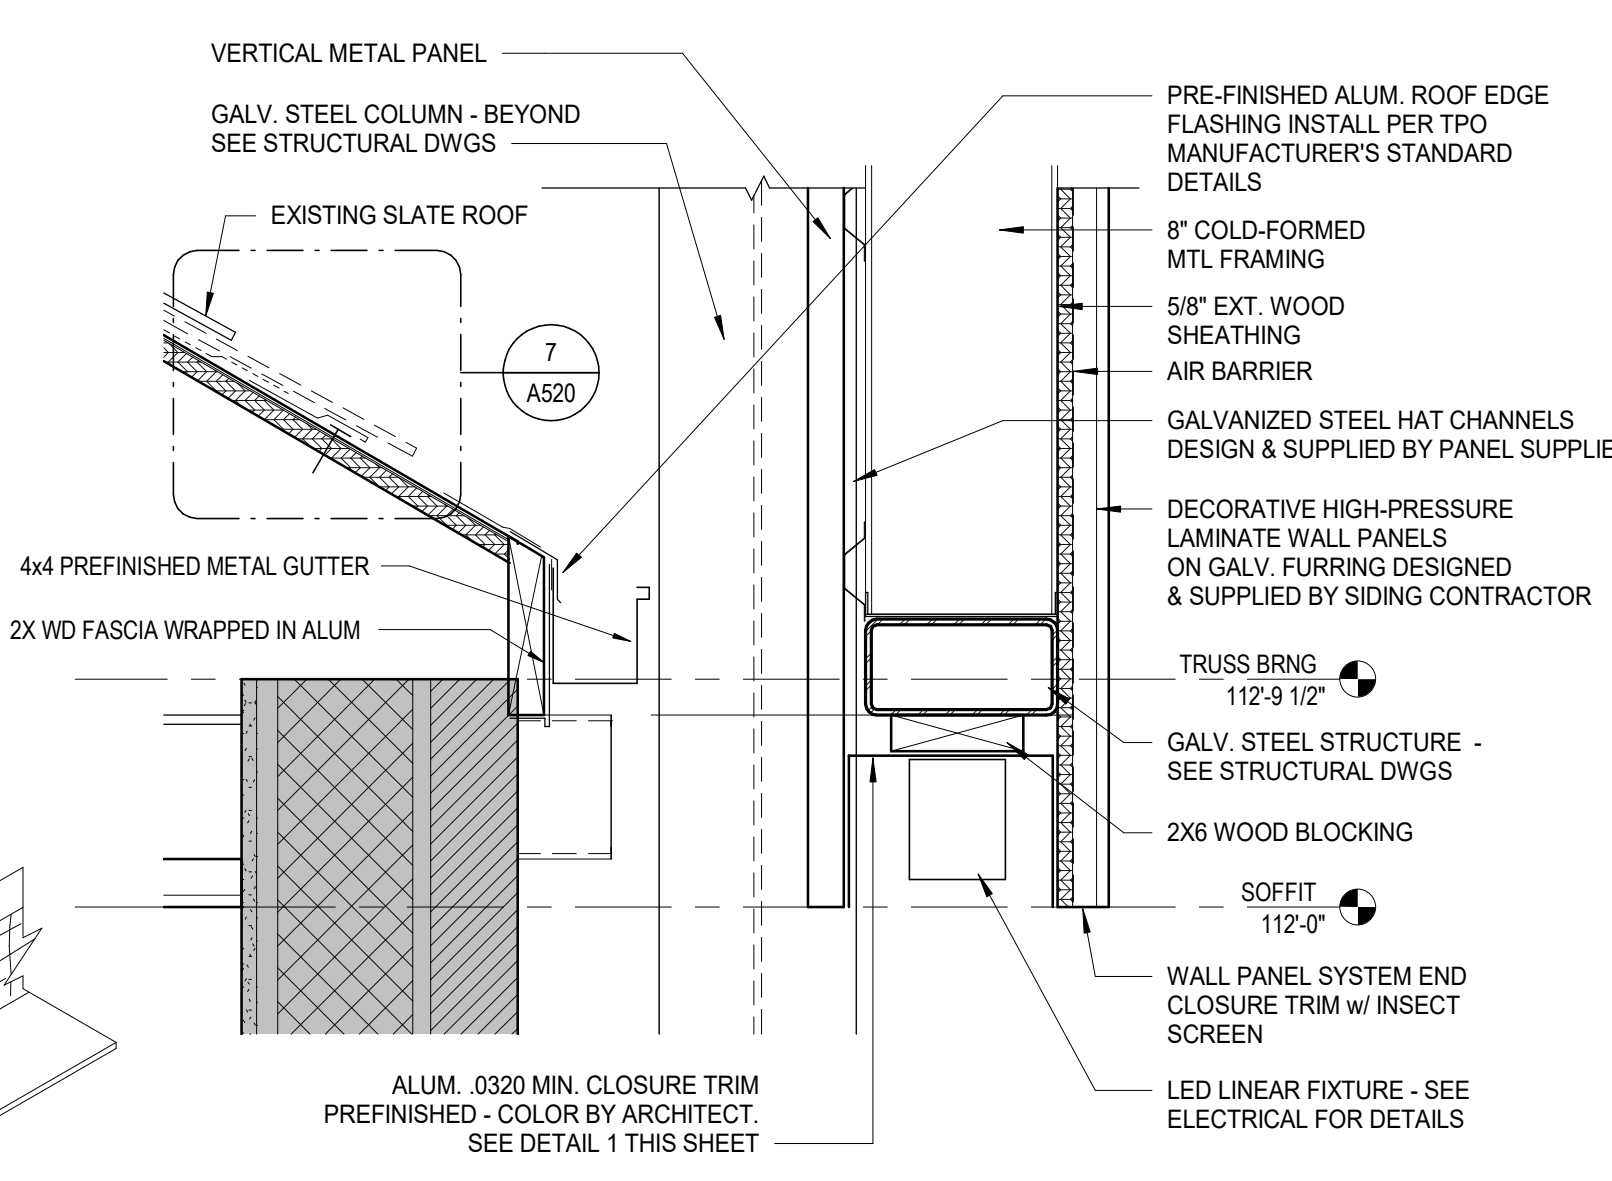 VERTICAL METAL PANEL
GALV. STEEL COLUMN - BEYOND
SEE STRUCTURAL DWGS
EXISTING SLATE ROOF
7
A520
4x4 PREFINISHED METAL GUTTER
2X WD FASCIA WRAPPED IN ALUM
PRE-FINISHED ALUM. ROOF EDGE
FLASHING INSTALL PER TPO
MANUFACTURER'S STANDARD
DETAILS
8" COLD-FORMED
MTL FRAMING
5/8" EXT. WOOD
SHEATHING
AIR BARRIER
GALVANIZED STEEL HAT CHANNELS
DESIGN & SUPPLIED BY PANEL SUPPLIE
DECORATIVE HIGH-PRESSURE
LAMINATE WALL PANELS
ON GALV. FURRING DESIGNED
& SUPPLIED BY SIDING CONTRACTOR
TRUSS BRNG
112'-9 1/2"
GALV. STEEL STRUCTURE -
SEE STRUCTURAL DWGS
2X6 WOOD BLOCKING
SOFFIT
112'-0"
WALL PANEL SYSTEM END
CLOSURE TRIM w/ INSECT
SCREEN
LED LINEAR FIXTURE - SEE
ELECTRICAL FOR DETAILS
ALUM. .0320 MIN. CLOSURE TRIM
PREFINISHED - COLOR BY ARCHITECT.
SEE DETAIL 1 THIS SHEET